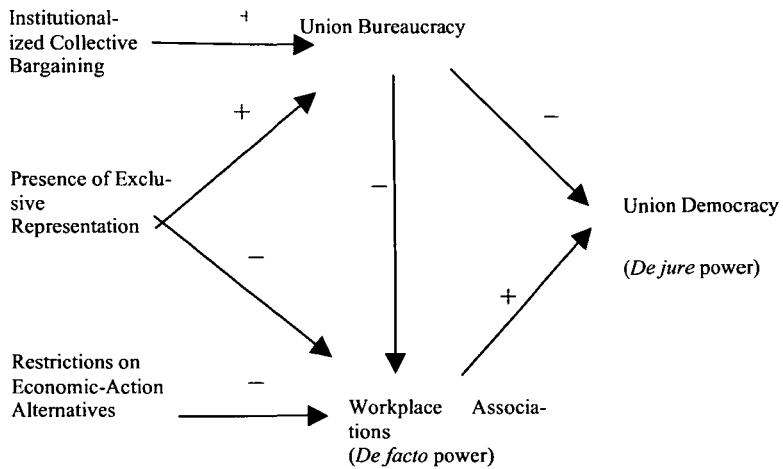 Institutional-
ized Collective
Bargaining
+
Union Bureaucracy
+
−
−
Presence of Exclu-
sive
Representation
Union Democracy
(De jure power)
−
+
Restrictions on
Economic-Action
Alternatives
−
Workplace Associa-
tions
(De facto power)